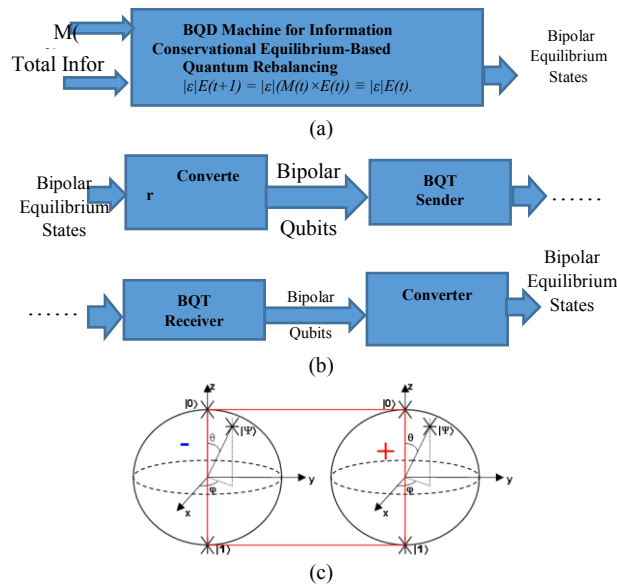 M(
Total Infor
BQD Machine for Information
Conservational Equilibrium-Based
Quantum Rebalancing
|ε|E(t+1) = |ε|(M(t)×E(t)) ≡ |ε|E(t).
Bipolar
Equilibrium
States
(a)
Bipolar
Equilibrium
States
Converte
r
Bipolar
Qubits
BQT
Sender
......
......
BQT
Receiver
Bipolar
Qubits
Converter
Bipolar
Equilibrium
States
(b)
z
|0⟩
|Ψ⟩
θ
-
φ
y
x
|1⟩
z
|0⟩
|Ψ⟩
θ
+
φ
y
x
|1⟩
(c)